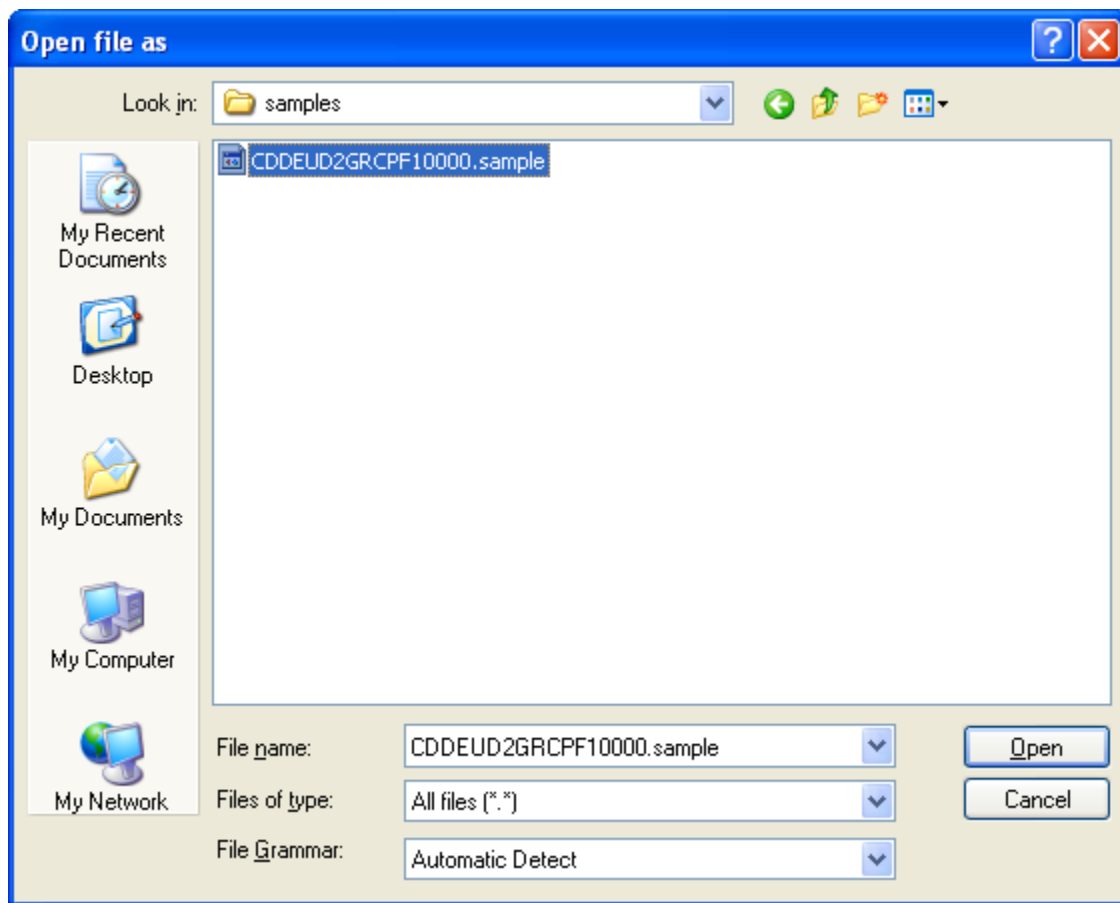 Open file as
Look in:
samples
CDDEUD2GRCPF10000.sample
My Recent
Documents
Desktop
My Documents
My Computer
My Network
File name:
CDDEUD2GRCPF10000.sample
Open
Files of type:
All files (*.*)
Cancel
File Grammar:
Automatic Detect